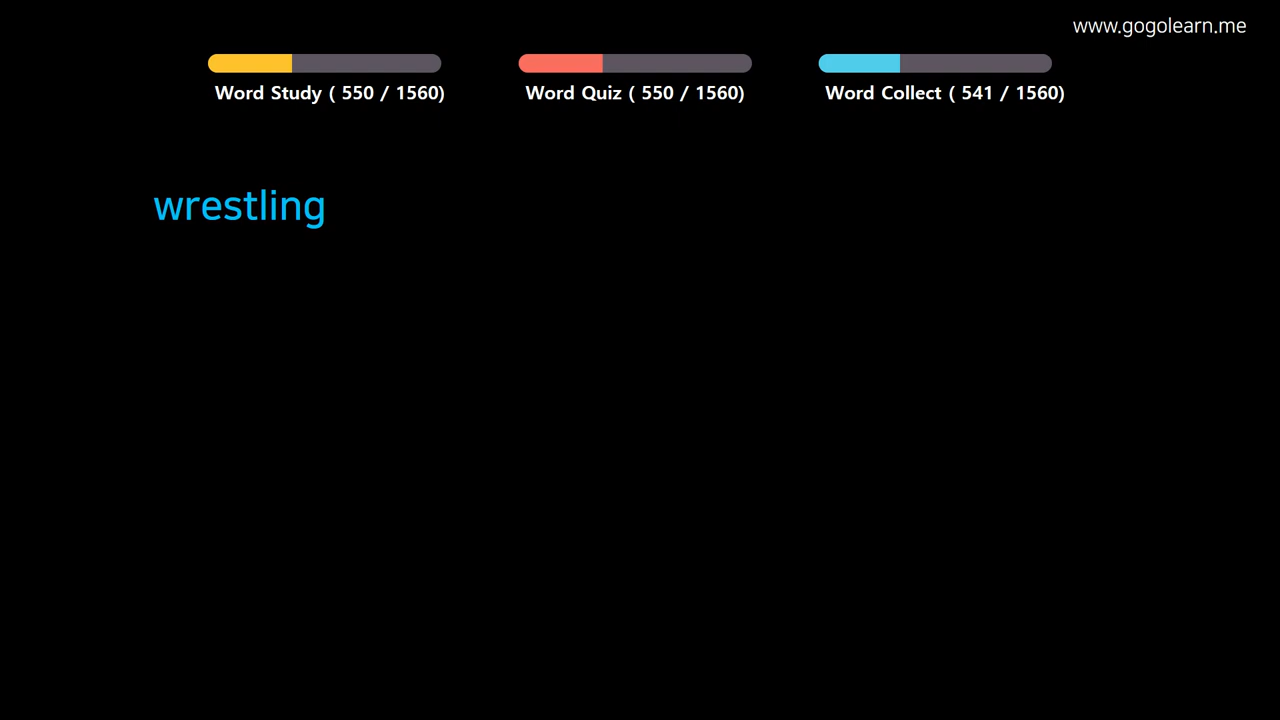 www.gogolearn.me
Word Study ( 550 / 1560)
Word Quiz ( 550 / 1560)
Word Collect ( 541 / 1560)
wrestling